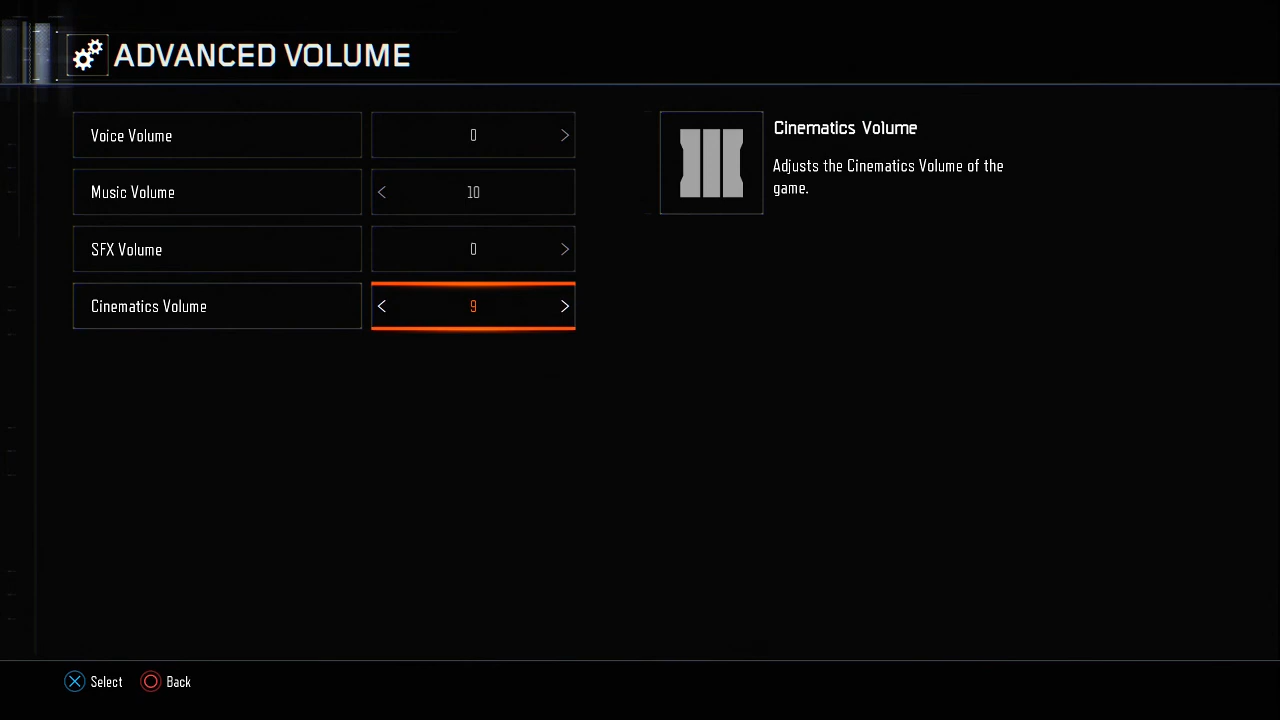 ADVANCED VOLUME
Voice Volume 0
Music Volume 10
SFX Volume 0
Cinematics Volume 9
Cinematics Volume
Adjusts the Cinematics Volume of the
game.
Select Back